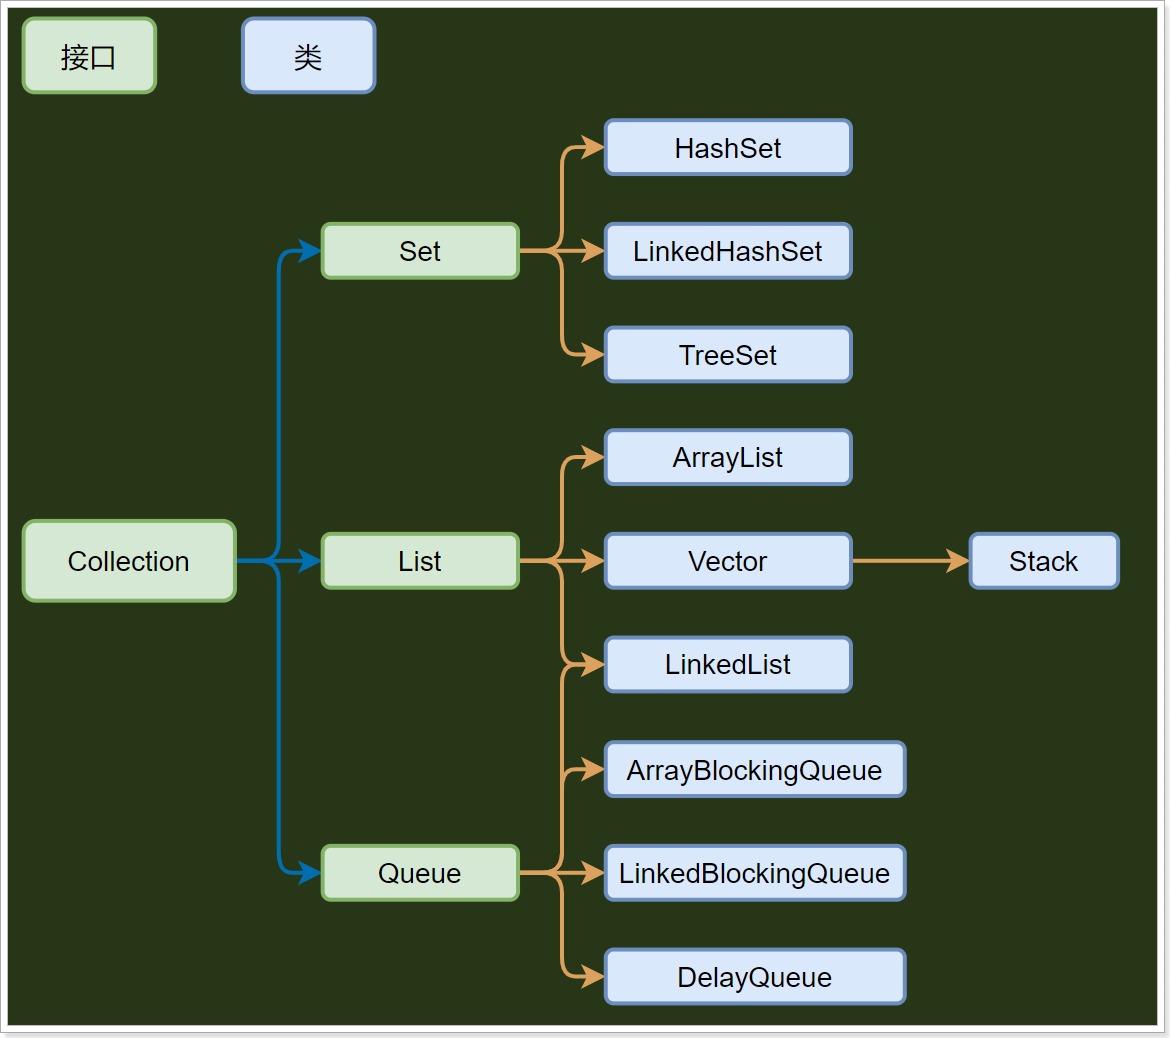 接口
类
HashSet
Set
LinkedHashSet
TreeSet
ArrayList
Collection
List
Vector
Stack
LinkedList
ArrayBlockingQueue
Queue
LinkedBlockingQueue
DelayQueue